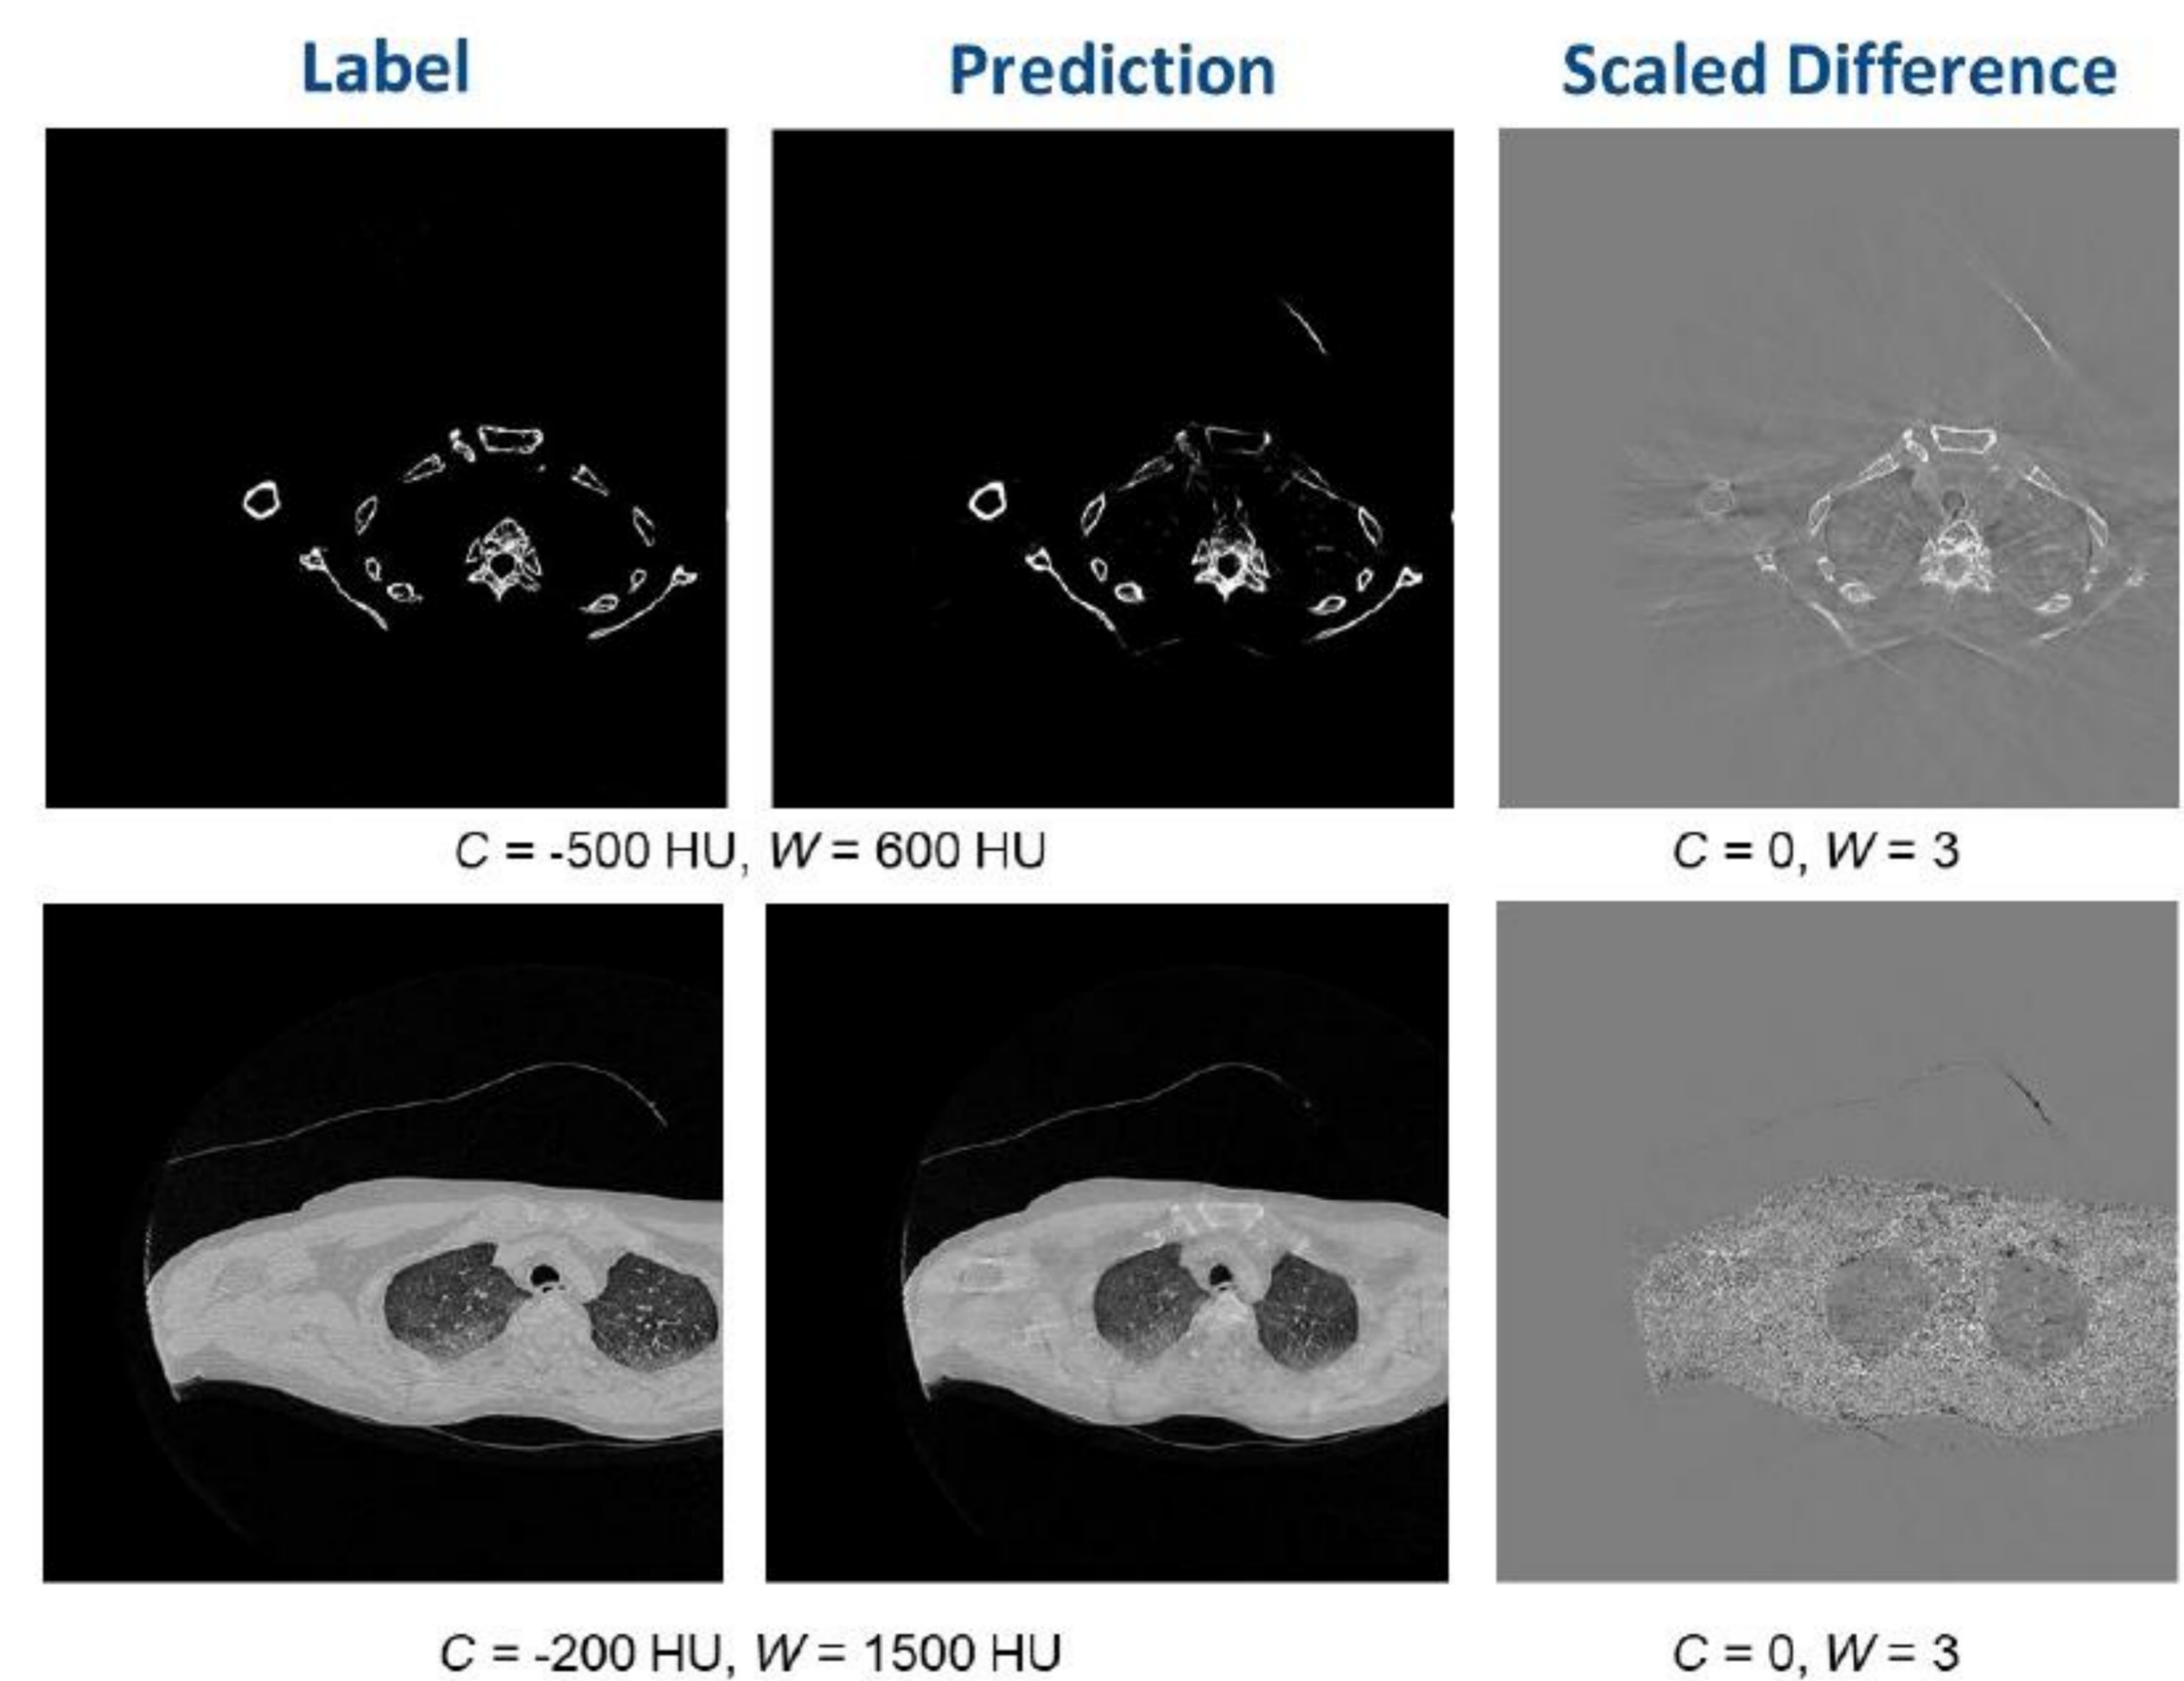 Label Prediction Scaled Difference
C = -500 HU, W = 600 HU C = 0, W = 3
C = -200 HU, W = 1500 HU C = 0, W = 3